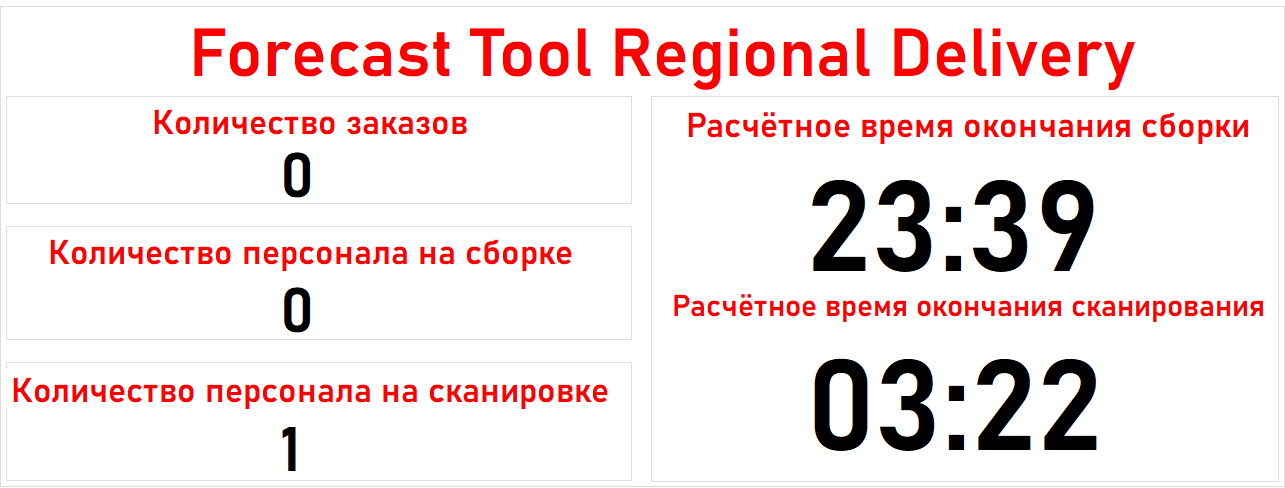 Forecast Tool Regional Delivery
Количество заказов
0
Количество персонала на сборке
0
Количество персонала на сканировке
1
Расчётное время окончания сборки
23:39
Расчётное время окончания сканирования
03:22